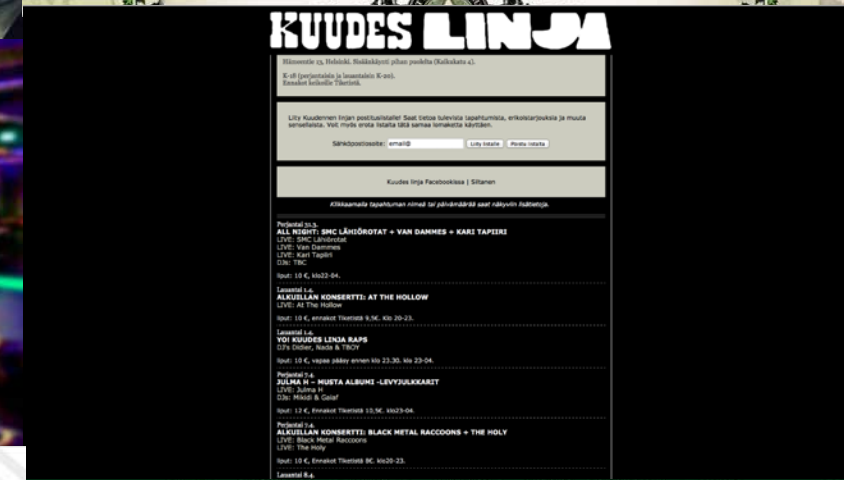 KUUDES LINJA
Hämeentie 13, Helsinki. Sisäänkäynti pihan puolelta (Kaikukatu 4).
K-18 (perjantaisin ja lauantaisin K-20).
Ennakot keikoille Tiketistä.
Liity Kuudennen linjan postituslistalle! Saat tietoa tulevista tapahtumista, erikoistarjouksia ja muuta
sensellaista. Voit myös erota listalta tätä samaa lomaketta käyttäen.
Sähköpostiosoite: email@ Liity listalle Poistu listalta
Kuudes linja Facebookissa | Siltanen
Klikkaamalla tapahtuman nimeä tai päivämäärää saat näkyviin lisätietoja.
Perjantai 31.3.
ALL NIGHT: SMC LÄHIÖROTAT + VAN DAMMES + KARI TAPIIRI
LIVE: SMC Lähiörotat
LIVE: Van Dammes
LIVE: Kari Tapiiri
DJs: TBC
liput: 10 €, klo22-04.
Lauantai 1.4.
ALKUILLAN KONSERTTI: AT THE HOLLOW
LIVE: At The Hollow
liput: 10 €, ennakot Tiketistä 9,5€. Klo 20-23.
Lauantai 1.4.
YO! KUUDES LINJA RAPS
DJ's Didier, Nada & TBOY
liput: 10 €, vapaa pääsy ennen klo 23.30. klo 23-04.
Perjantai 7.4.
JULMA H – MUSTA ALBUMI -LEVYJULKKARIT
LIVE: Julma H
DJs: Mikidi & Gaiaf
liput: 12 €, Ennakot Tiketistä 10,5€. klo23-04.
Perjantai 7.4.
ALKUILLAN KONSERTTI: BLACK METAL RACCOONS + THE HOLY
LIVE: Black Metal Raccoons
LIVE: The Holy
liput: 10 €, Ennakot Tiketistä 8€. klo20-23.
Lauantai 8.4.